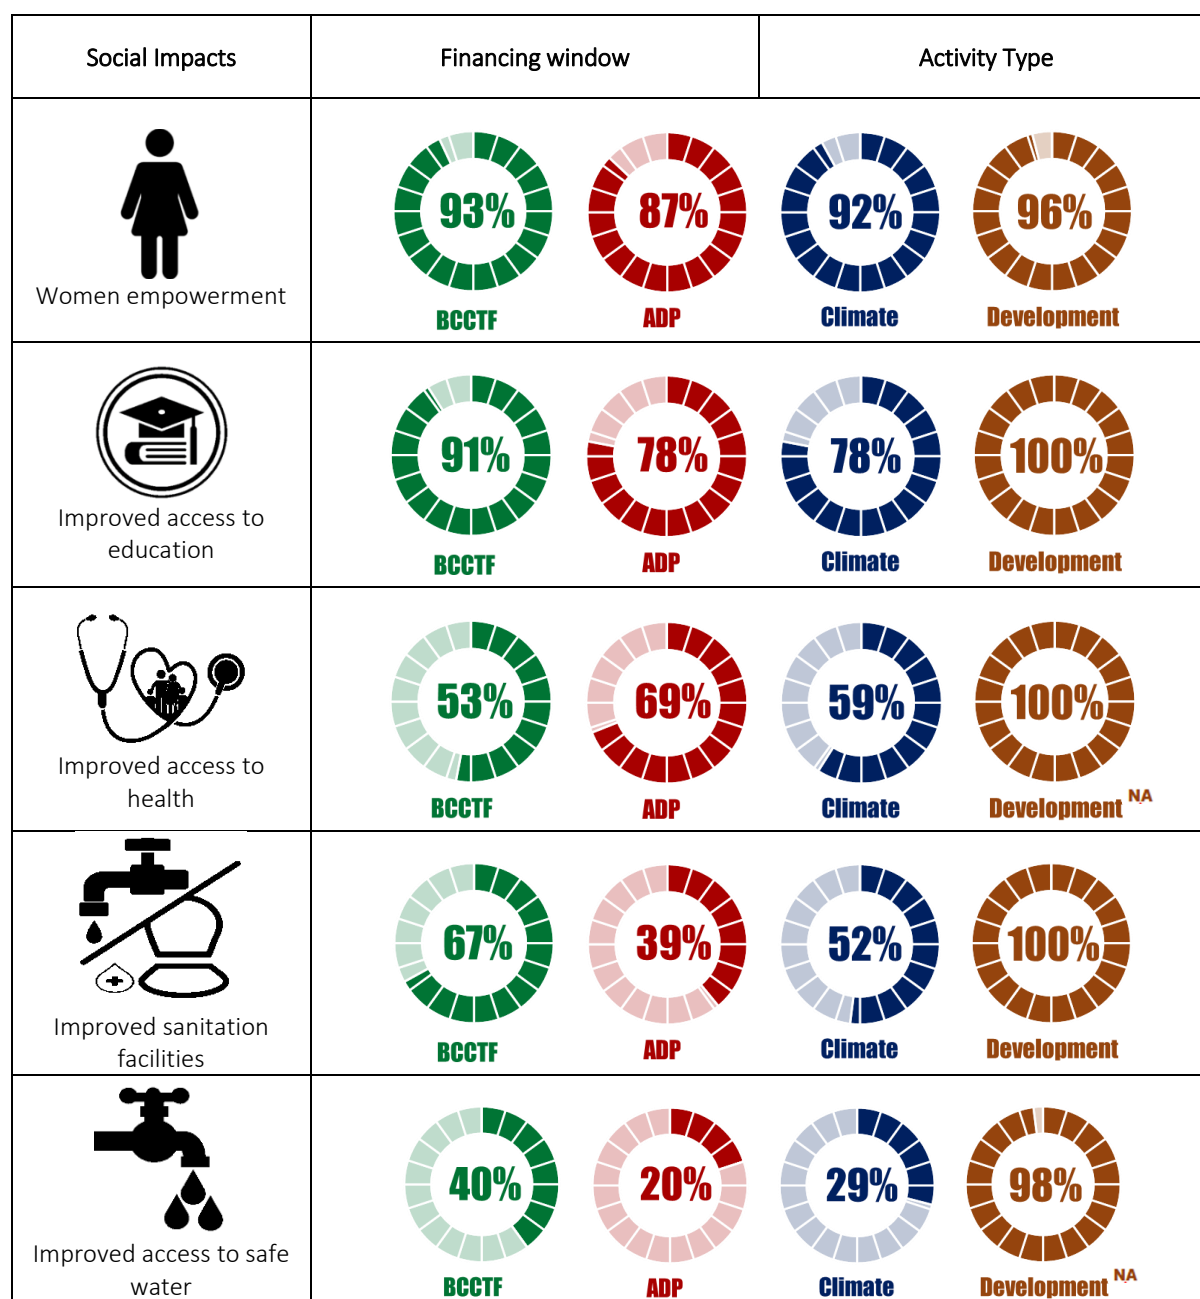 Social Impacts
Financing window
Activity Type
93%
87%
92%
96%
Women empowerment
BCCTF
ADP
Climate
Development
91%
78%
78%
100%
Improved access to
education
BCCTF
ADP
Climate
Development
53%
69%
59%
100%
Improved access to
health
BCCTF
ADP
Climate
Development NA
67%
39%
52%
100%
Improved sanitation
facilities
BCCTF
ADP
Climate
Development
40%
20%
29%
98%
Improved access to safe
water
BCCTF
ADP
Climate
Development NA